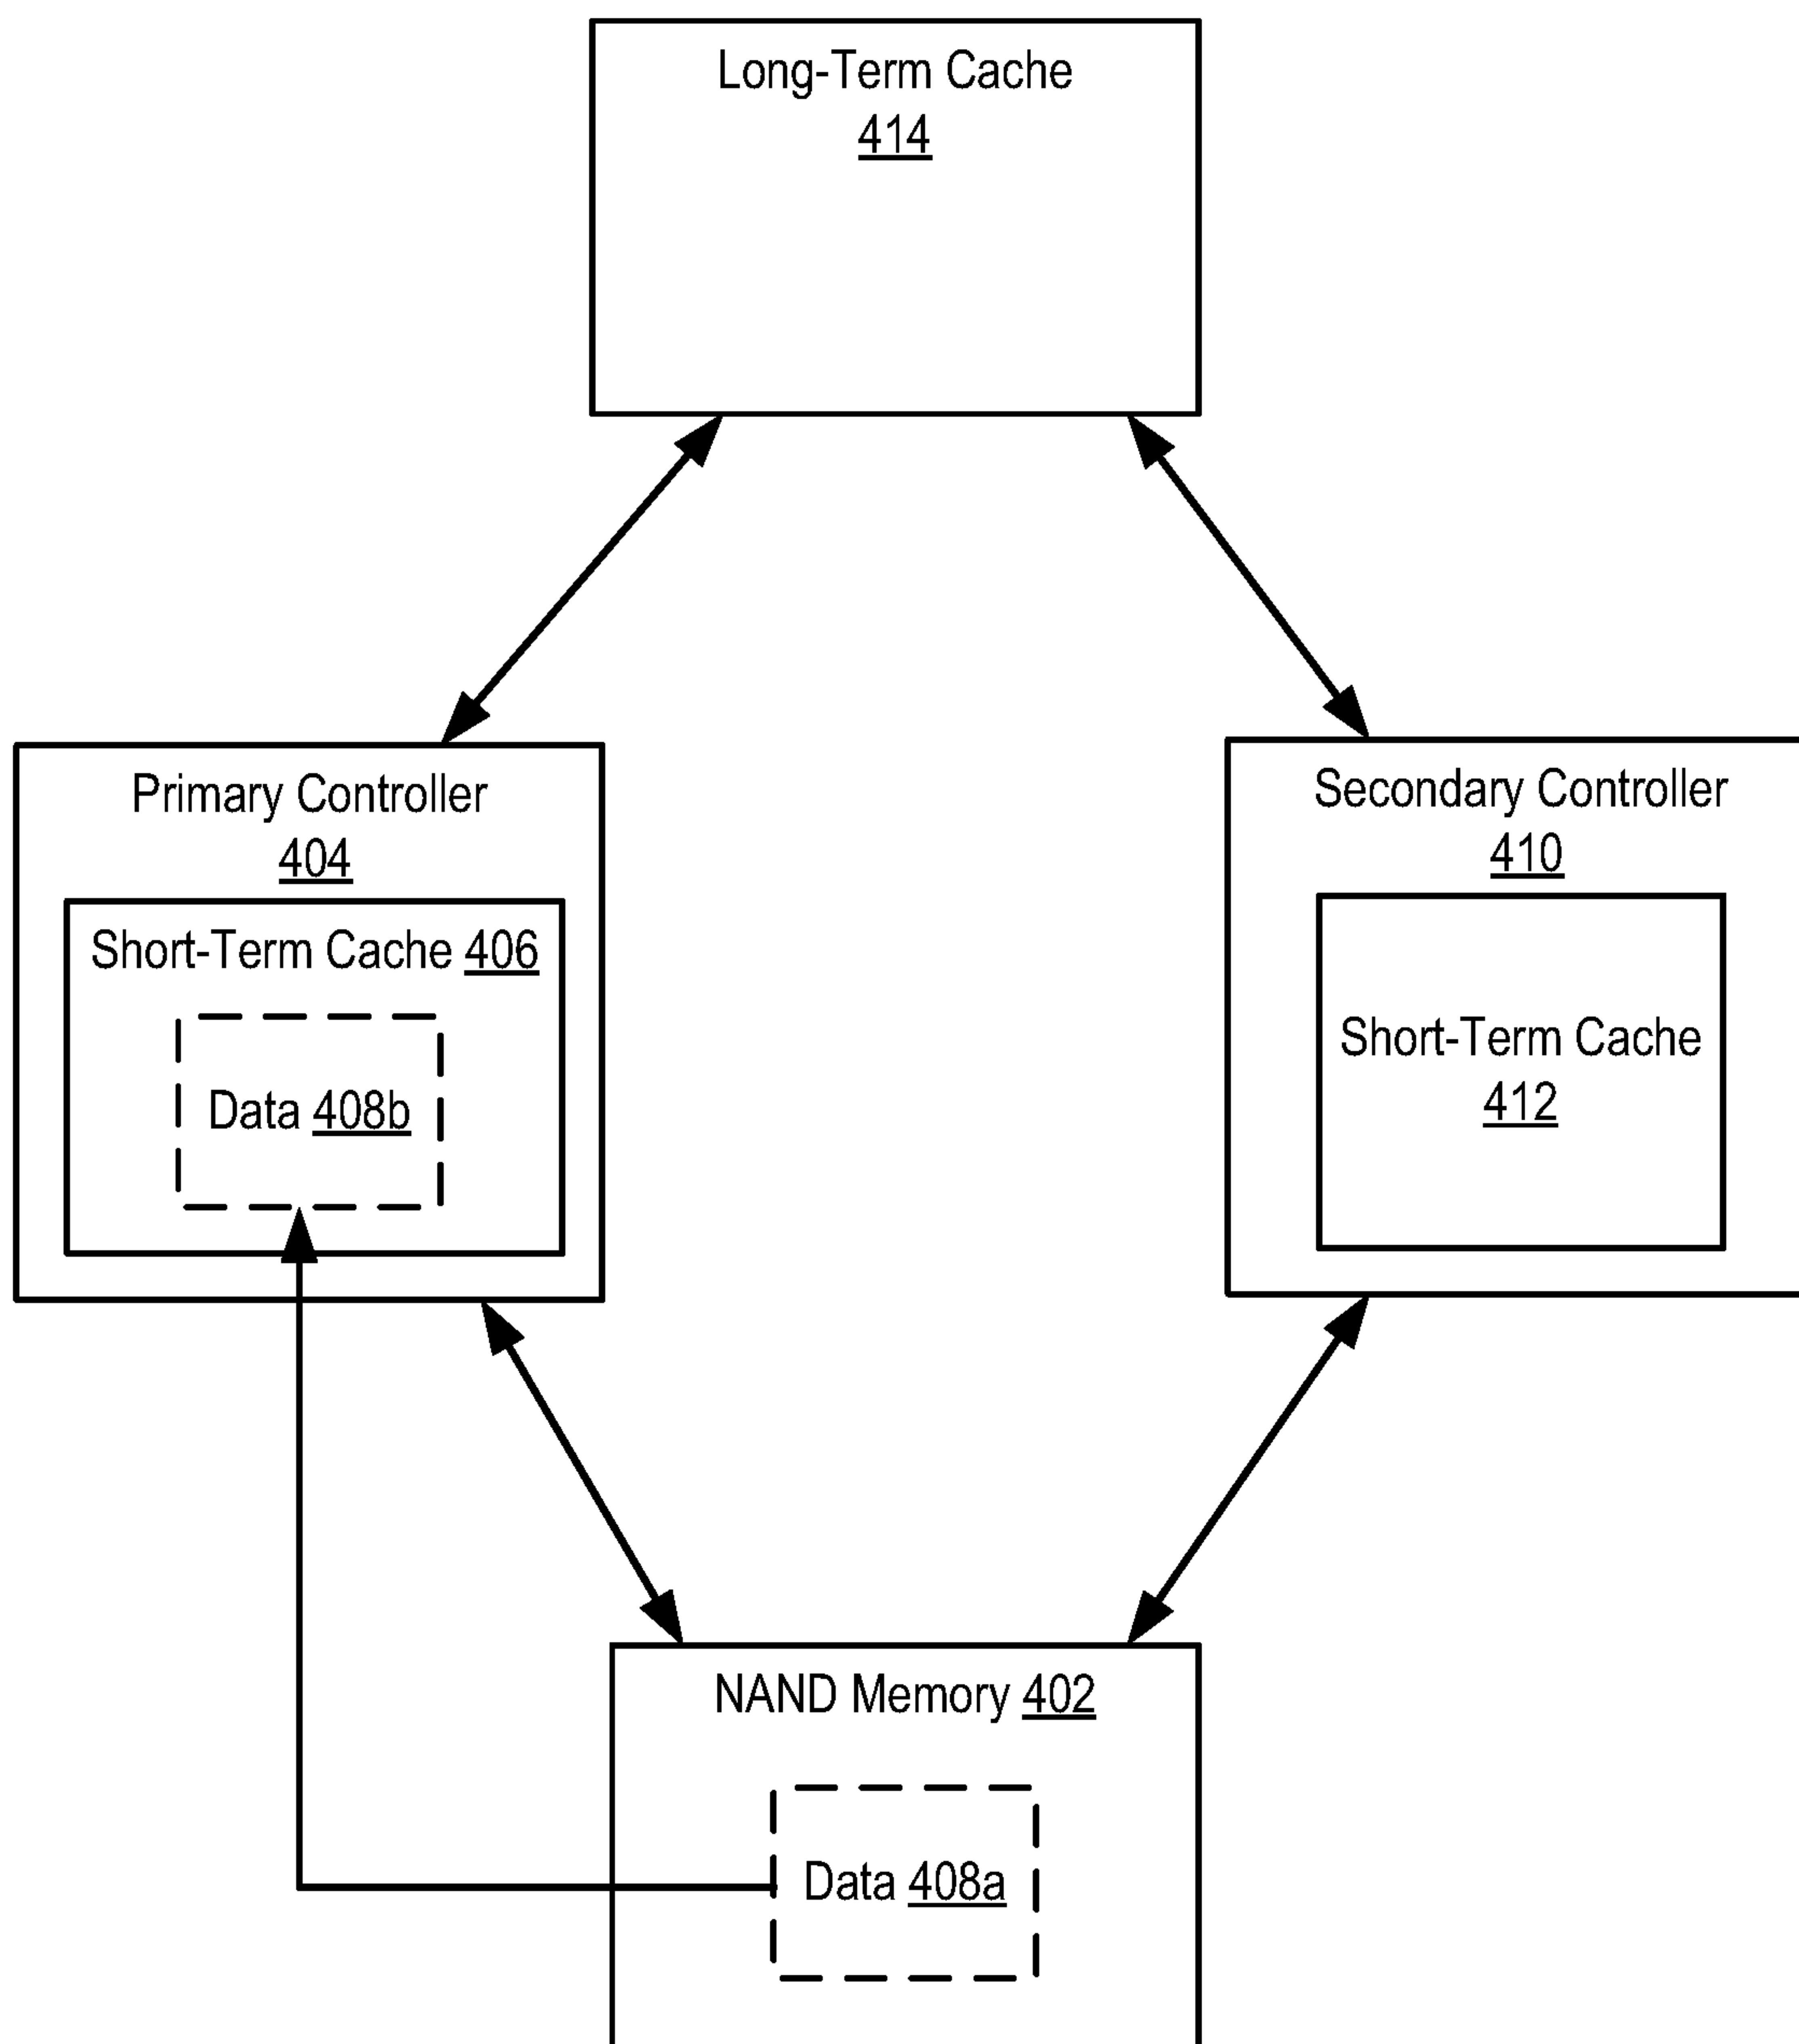 Long-Term Cache
414
Primary Controller
404
Short-Term Cache 406
Data 408b
Secondary Controller
410
Short-Term Cache
412
NAND Memory 402
Data 408a